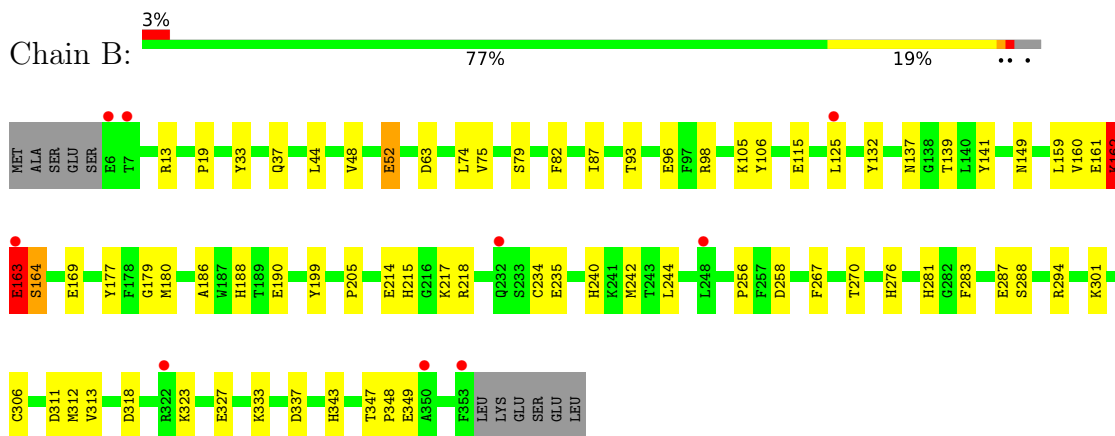 3%
Chain B:
77% 19% •• •
MET ALA SER GLU SER E6 T7 R13 P19 Y33 Q37 L44 V48 E52 D63 L74 V75 S79 F82 I87 T93 E96 F97 R98 K105 Y106 E115 L125 Y132 N137 G138 T139 L140 Y141 N149 L159 V160 E161 K162
E163 S164 E169 Y177 F178 G179 M180 A186 W187 H188 T189 E190 Y199 P205 E214 H215 G216 K217 R218 Q232 S233 C234 E235 H240 K241 M242 T243 L244 L248 P256 F257 D258 F267 T270 H276 H281 G282 F283 E287 S288 R294 K301
C306 D311 M312 V313 D318 R322 K323 E327 K333 D337 H343 T347 P348 E349 A350 F353 LEU LYS GLU SER GLU LEU